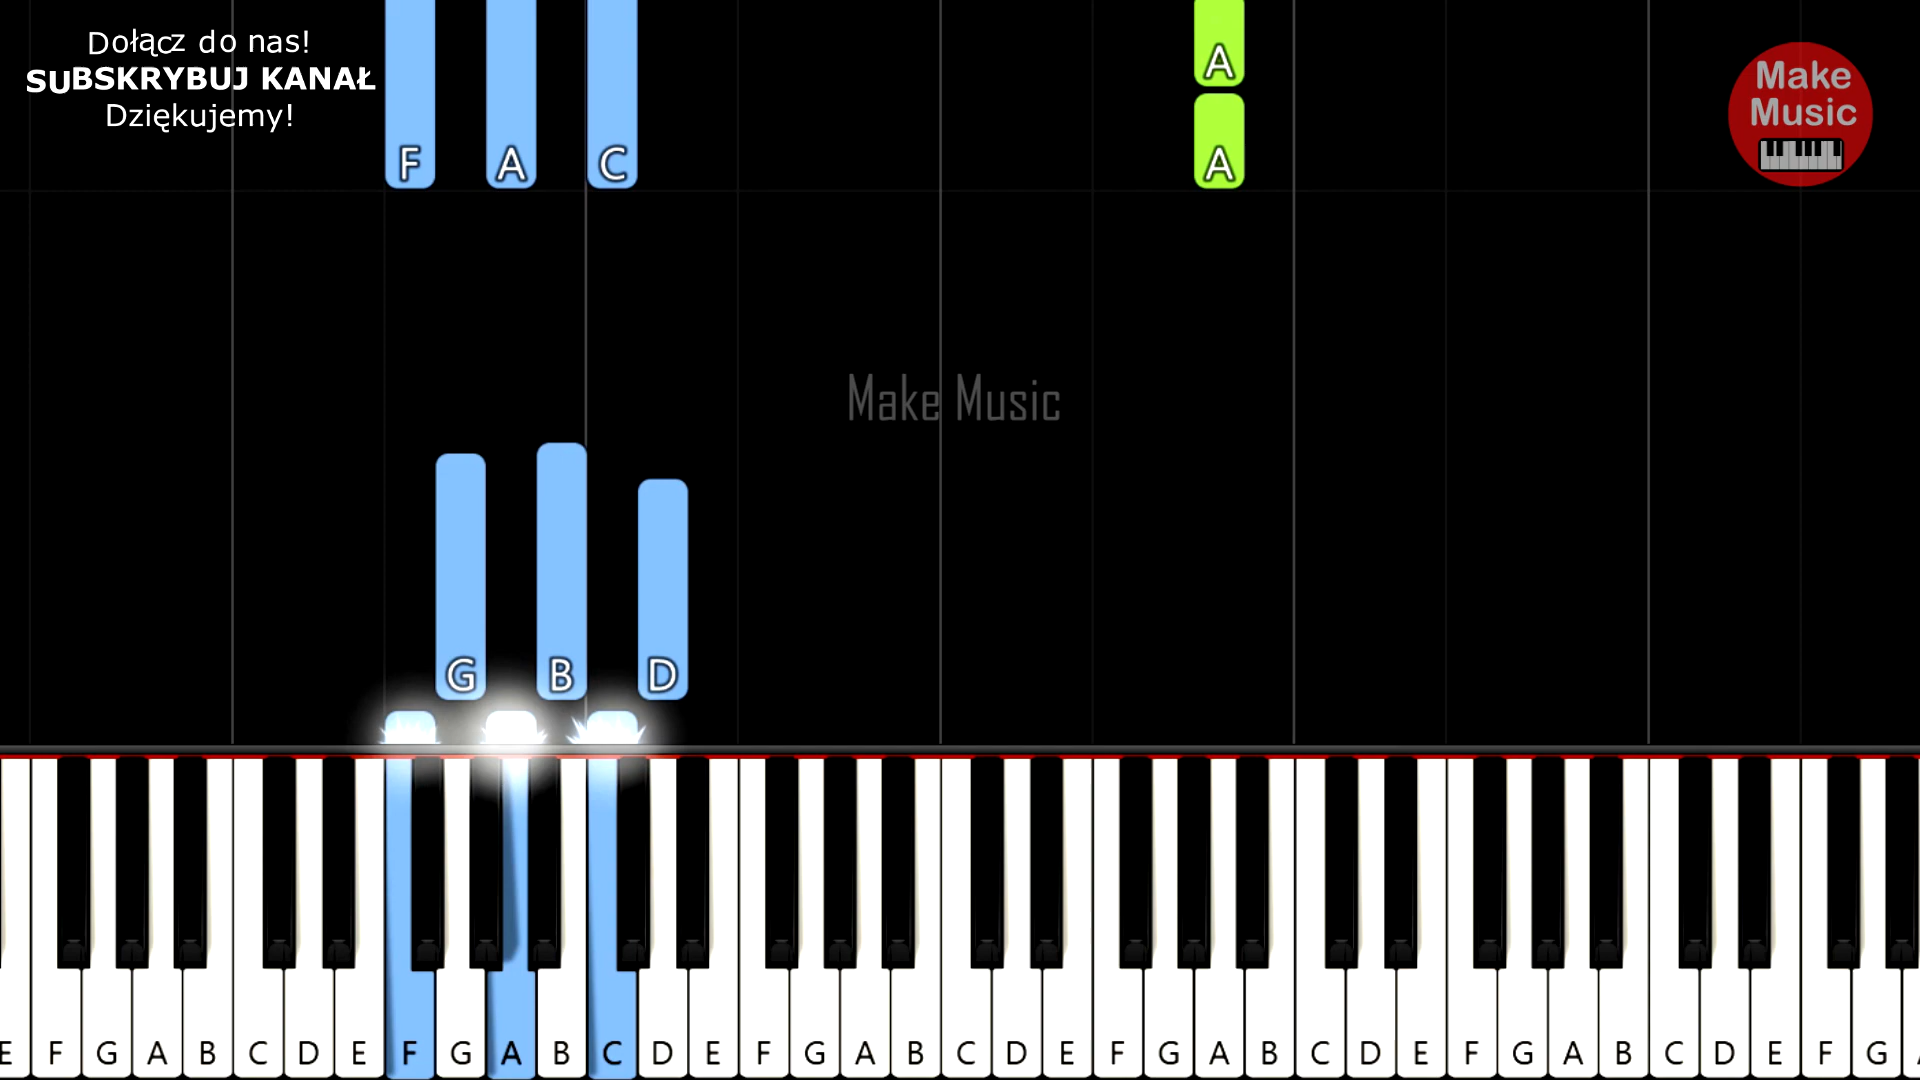 Dołącz do nas!
SUBSKRYBUJ KANAŁ
Dziękujemy!
F A C
A
A
Make
Music
Make Music
G B D
E F G A B C D E F G A B C D E F G A B C D E F G A B C D E F G A B C D E F G A